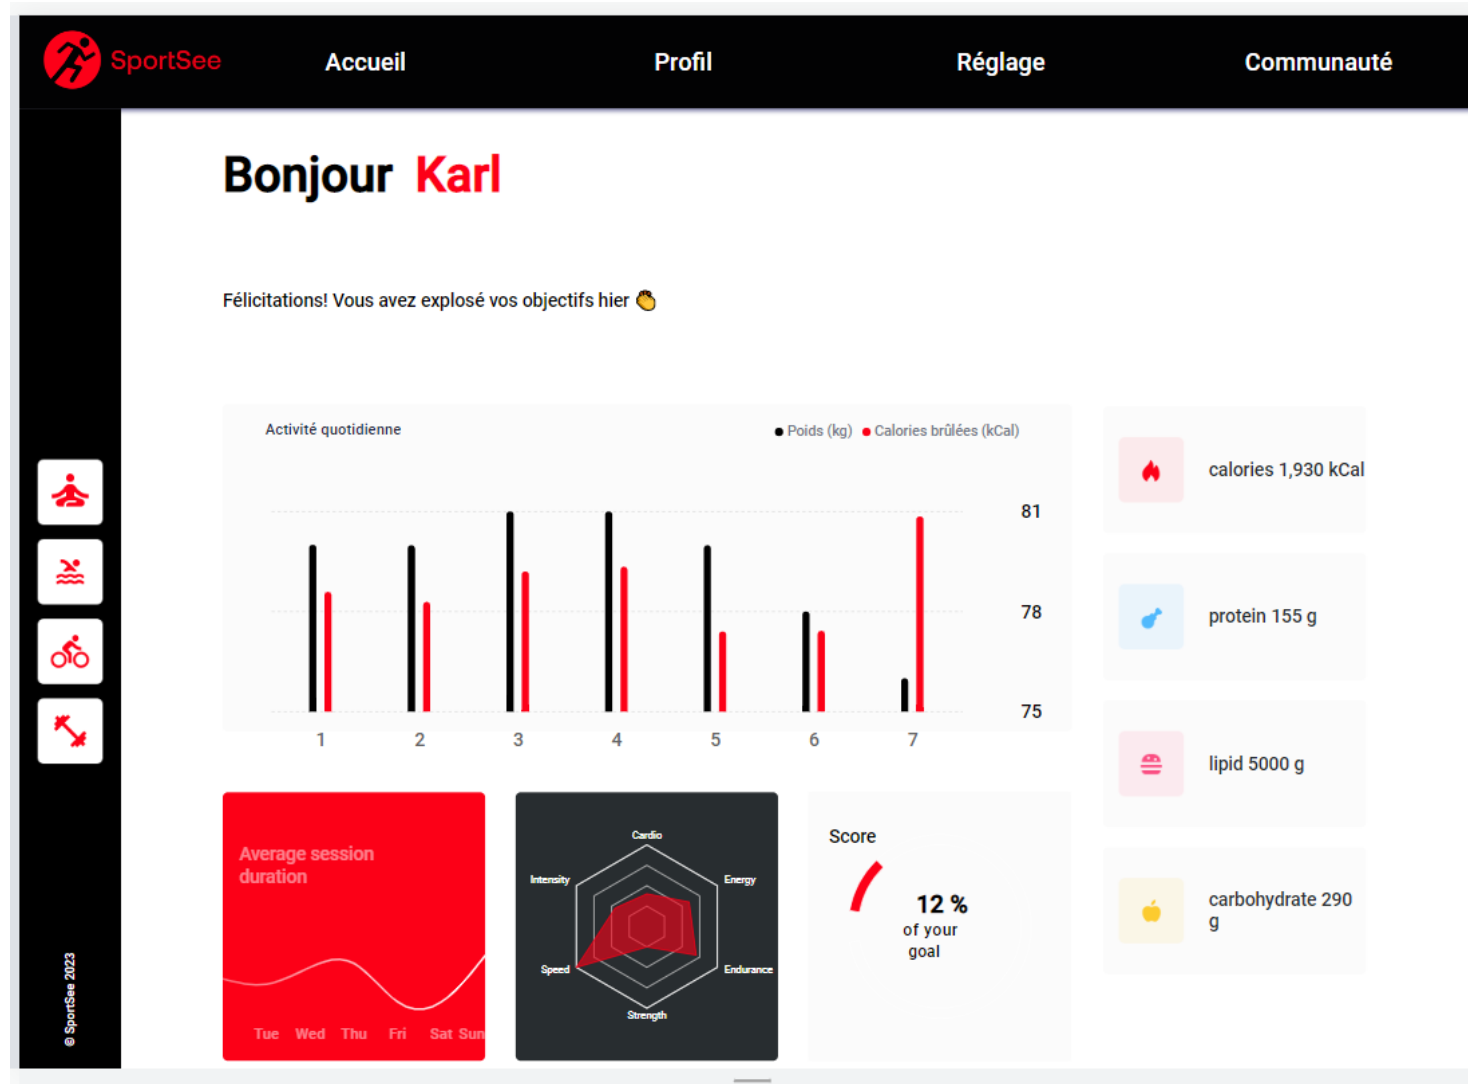 SportSee
Accueil
Profil
Réglage
Communauté
Bonjour Karl
Félicitations! Vous avez explosé vos objectifs hier 👏
Activité quotidienne
Poids (kg)
Calories brûlées (kCal)
81
78
75
1 2 3 4 5 6 7
calories 1,930 kCal
protein 155 g
lipid 5000 g
carbohydrate 290
g
Average session
duration
Tue Wed Thu Fri Sat Sun
Cardio
Intensity
Energy
Speed
Endurance
Strength
Score
12 %
of your
goal
© SportSee 2023